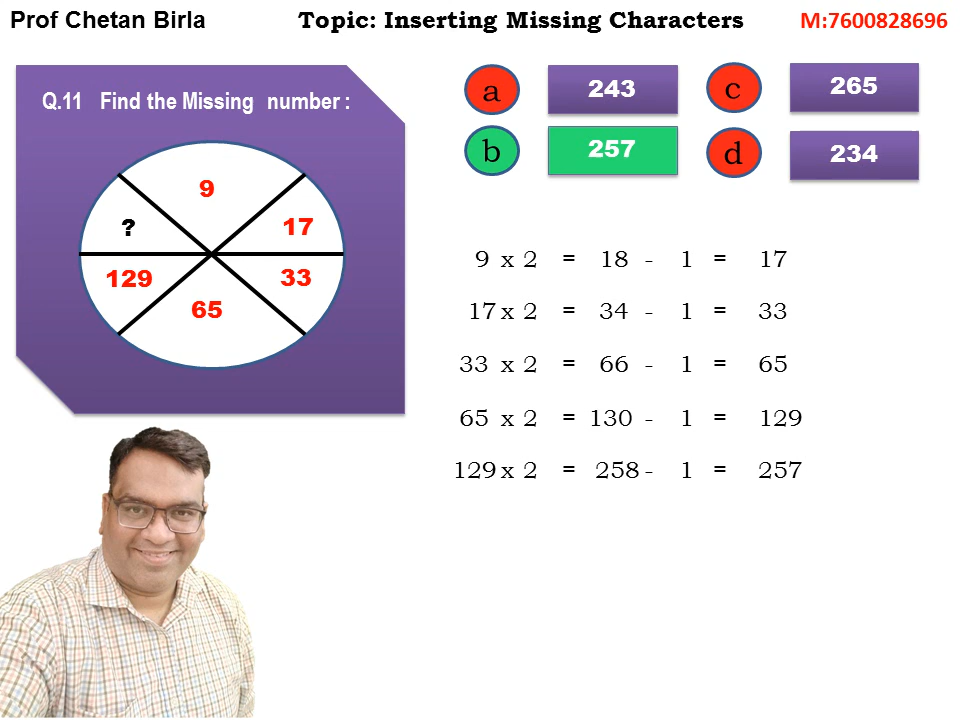 Prof Chetan Birla Topic: Inserting Missing Characters M:7600828696
Q.11 Find the Missing number :
9
?
17
129
33
65
a 243
c 265
b 257
d 234
9 x 2 = 18 - 1 = 17
17 x 2 = 34 - 1 = 33
33 x 2 = 66 - 1 = 65
65 x 2 = 130 - 1 = 129
129 x 2 = 258 - 1 = 257